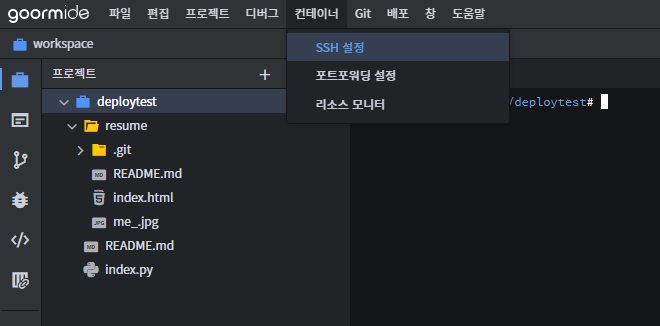 goormide 파일 편집 프로젝트 디버그 컨테이너 Git 배포 창 도움말
workspace
SSH 설정
포트포워딩 설정
리소스 모니터
프로젝트 +
deploytest
resume
.git
README.md
index.html
JPG me_.jpg
README.md
index.py
/deploytest#